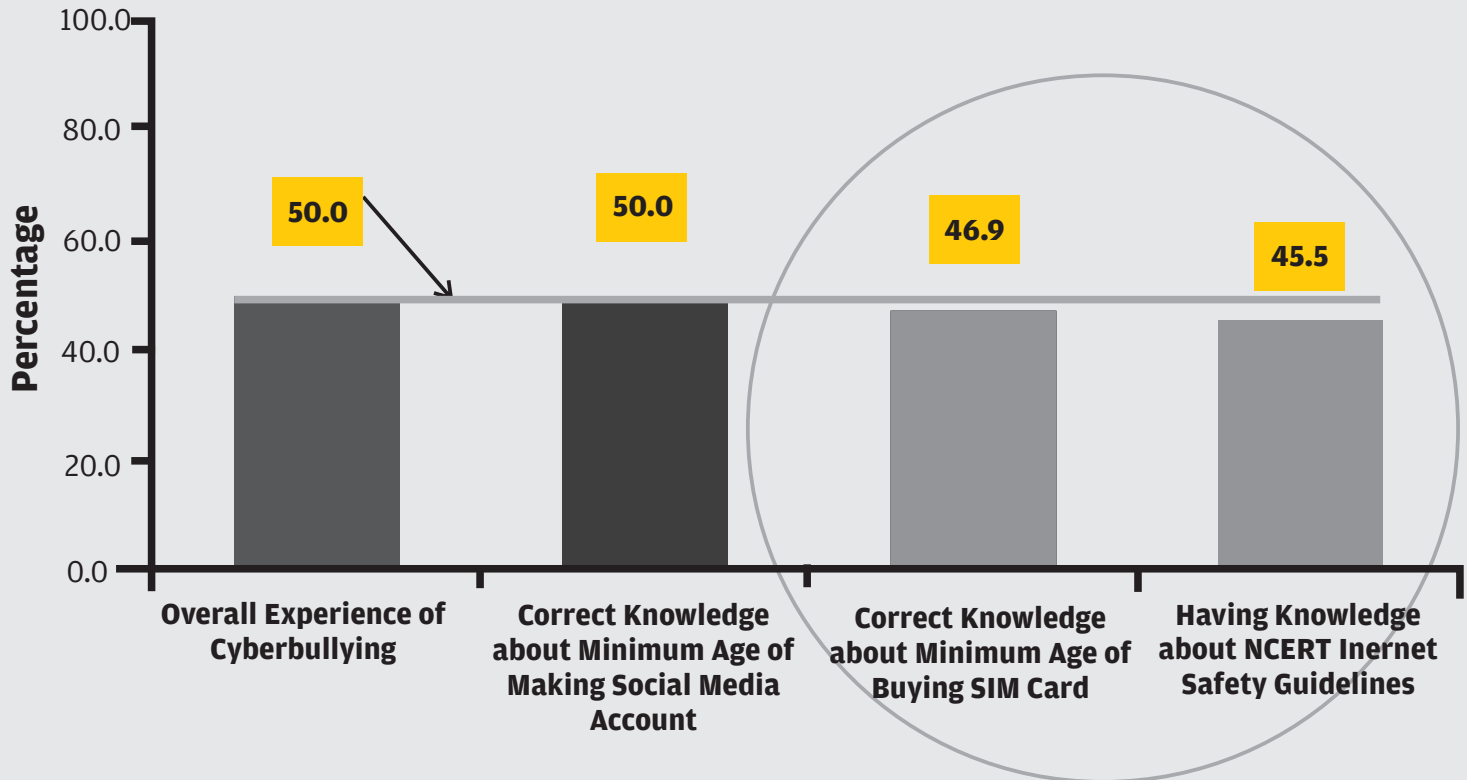 100.0
80.0
60.0
40.0
20.0
0.0
Percentage
50.0
50.0
46.9
45.5
Overall Experience of
Cyberbullying
Correct Knowledge
about Minimum Age of
Making Social Media
Account
Correct Knowledge
about Minimum Age of
Buying SIM Card
Having Knowledge
about NCERT Inernet
Safety Guidelines